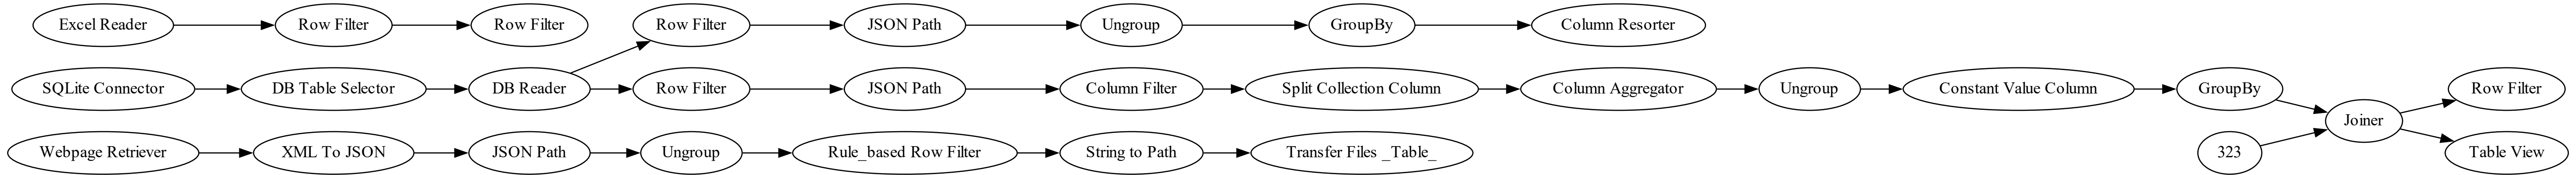 Excel Reader
Row Filter
Row Filter
Row Filter
JSON Path
Ungroup
GroupBy
Column Resorter
SQLite Connector
DB Table Selector
DB Reader
Row Filter
JSON Path
Column Filter
Split Collection Column
Column Aggregator
Ungroup
Constant Value Column
GroupBy
Joiner
Row Filter
Webpage Retriever
XML To JSON
JSON Path
Ungroup
Rule_based Row Filter
String to Path
Transfer Files _Table_
323
Table View